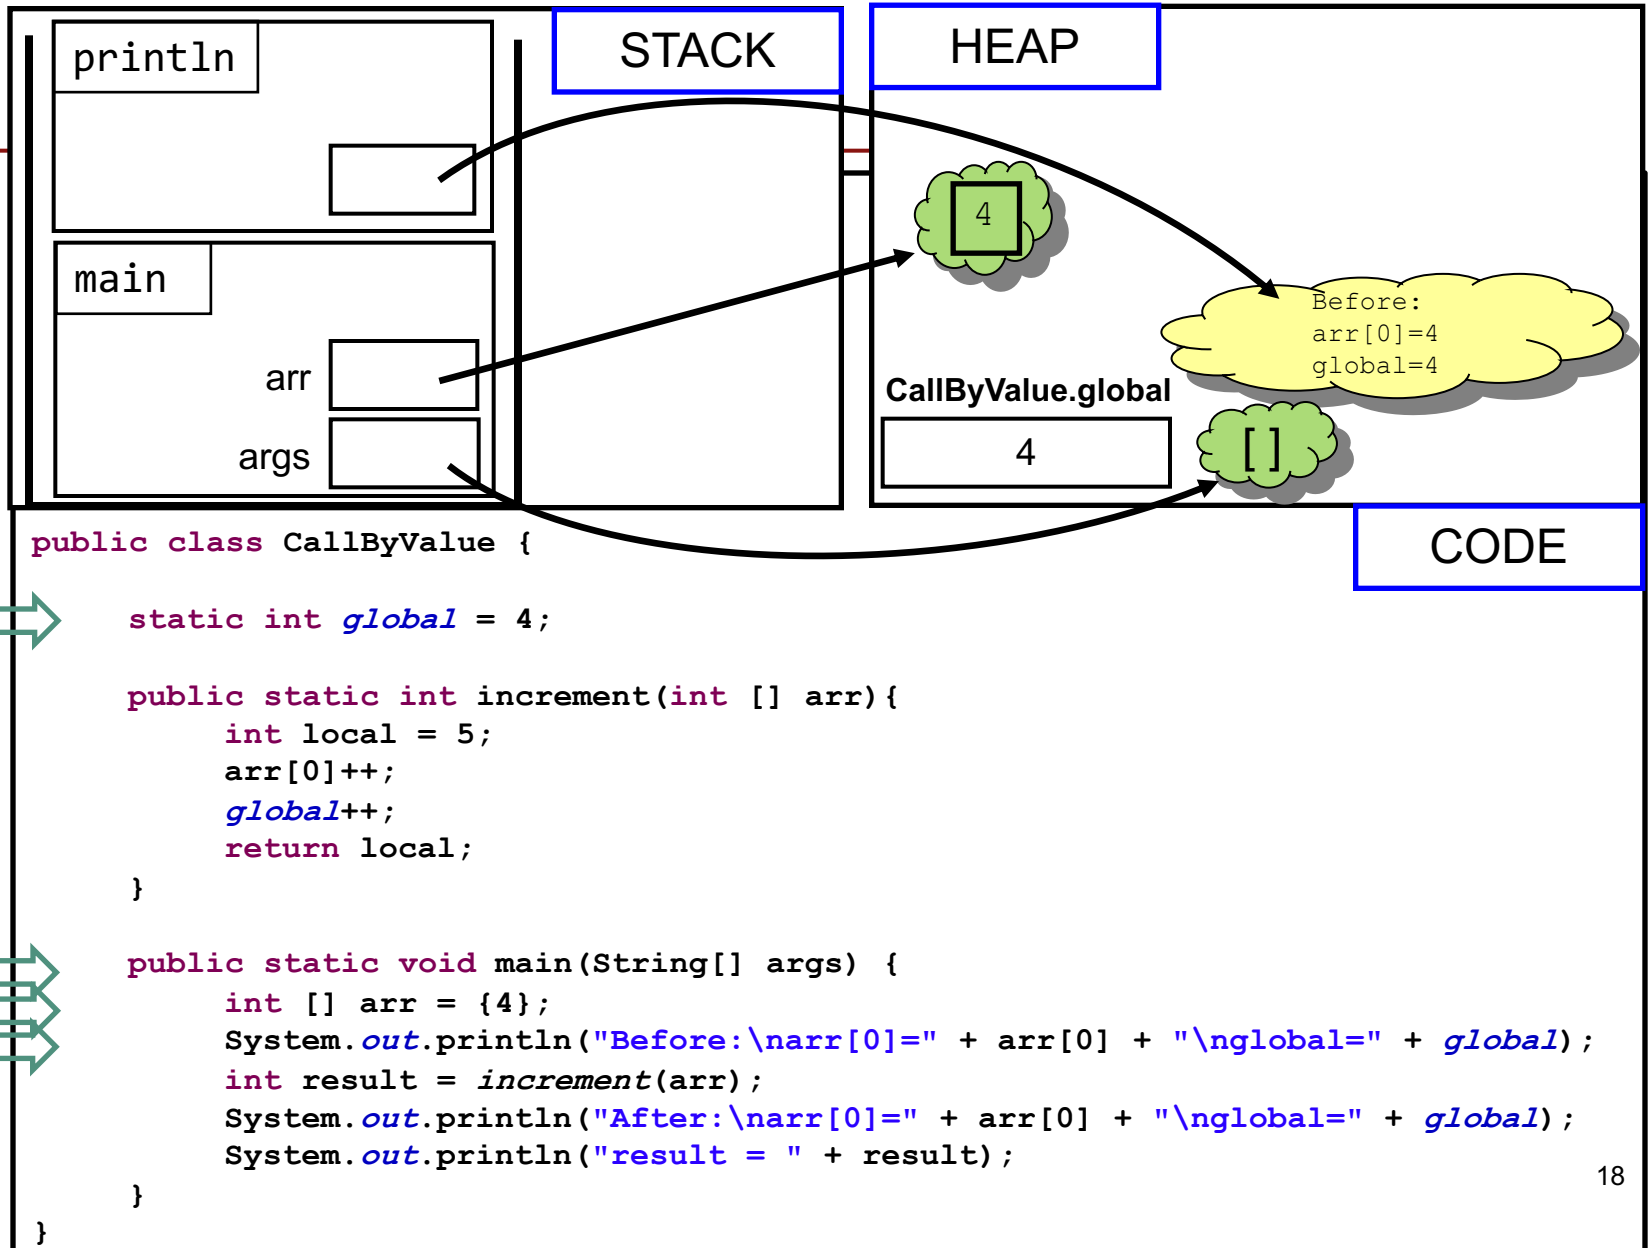 println
STACK
HEAP
4
main
Before:
arr[0]=4
global=4
arr
CallByValue.global
args
4
[]
CODE
public class CallByValue {
static int global = 4;
public static int increment(int [] arr){
int local = 5;
arr[0]++;
global++;
return local;
}
public static void main(String[] args) {
int [] arr = {4};
System.out.println("Before:\narr[0]=" + arr[0] + "\nglobal=" + global);
int result = increment(arr);
System.out.println("After:\narr[0]=" + arr[0] + "\nglobal=" + global);
System.out.println("result = " + result);
}
}
18